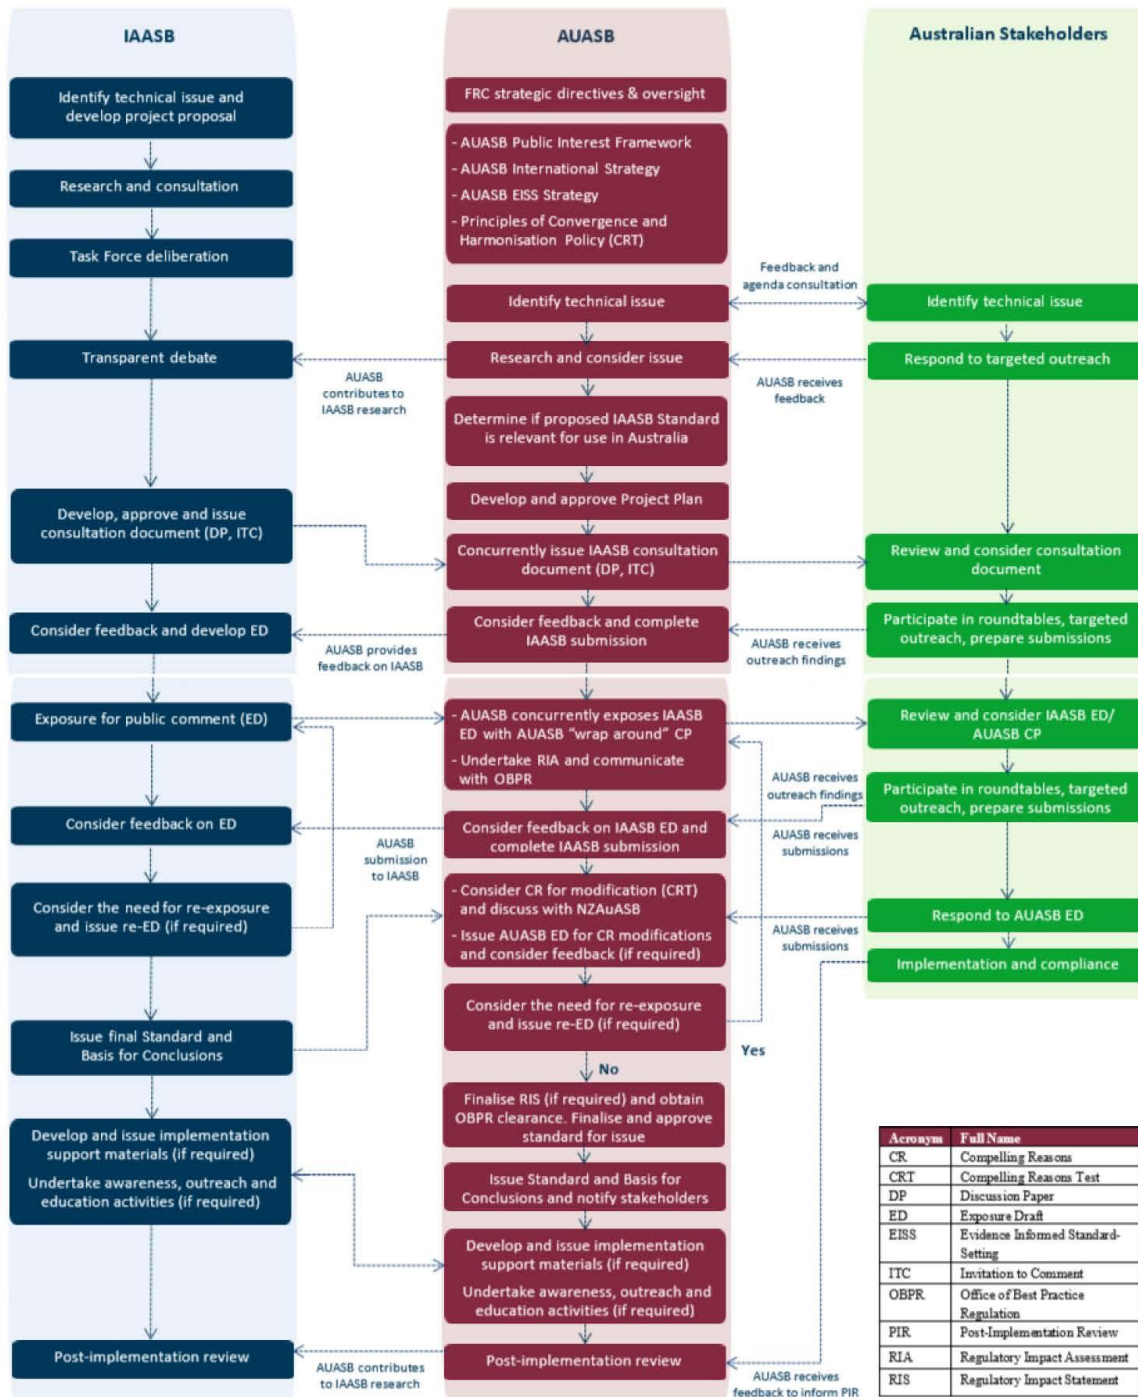 IAASB
Identify technical issue and
develop project proposal
Research and consultation
Task Force deliberation
Transparent debate
AUASB
contributes to
IAASB research
Develop, approve and issue
consultation document (DP, ITC)
Consider feedback and develop ED
AUASB provides
feedback on IAASB
Exposure for public comment (ED)
Consider feedback on ED
AUASB
submission
to IAASB
Consider the need for re-exposure
and issue re-ED (if required)
Issue final Standard and
Basis for Conclusions
Develop and issue implementation
support materials (if required)
Undertake awareness, outreach and
education activities (if required)
Post-implementation review
AUASB contributes
to IAASB research
AUASB
FRC strategic directives & oversight
- AUASB Public Interest Framework
- AUASB International Strategy
- AUASB EISS Strategy
- Principles of Convergence and
Harmonisation Policy (CRT)
Identify technical issue
Research and consider issue
Determine if proposed IAASB Standard
is relevant for use in Australia
Develop and approve Project Plan
Concurrently issue IAASB consultation
document (DP, ITC)
Consider feedback and complete
IAASB submission
- AUASB concurrently exposes IAASB
ED with AUASB "wrap around" CP
- Undertake RIA and communicate
with OBPR
Consider feedback on IAASB ED and
complete IAASB submission
- Consider CR for modification (CRT)
and discuss with NZAuASB
- Issue AUASB ED for CR modifications
and consider feedback (if required)
Consider the need for re-exposure
and issue re-ED (if required)
Yes
No
Finalise RIS (if required) and obtain
OBPR clearance. Finalise and approve
standard for issue
Issue Standard and Basis for
Conclusions and notify stakeholders
Develop and issue implementation
support materials (if required)
Undertake awareness, outreach and
education activities (if required)
Post-implementation review
Australian Stakeholders
Feedback and
agenda consultation
Identify technical issue
Respond to targeted outreach
AUASB receives
feedback
Review and consider consultation
document
Participate in roundtables, targeted
outreach, prepare submissions
AUASB receives
outreach findings
Review and consider IAASB ED/
AUASB CP
AUASB receives
outreach findings
Participate in roundtables, targeted
outreach, prepare submissions
AUASB receives
submissions
Respond to AUASB ED
AUASB receives
submissions
Implementation and compliance
AUASB receives
feedback to inform PIR
Acronym Full Name
CR Compelling Reasons
CRT Compelling Reasons Test
DP Discussion Paper
ED Exposure Draft
EISS Evidence Informed Standard-
Setting
ITC Invitation to Comment
OBPR Office of Best Practice
Regulation
PIR Post-Implementation Review
RIA Regulatory Impact Assessment
RIS Regulatory Impact Statement